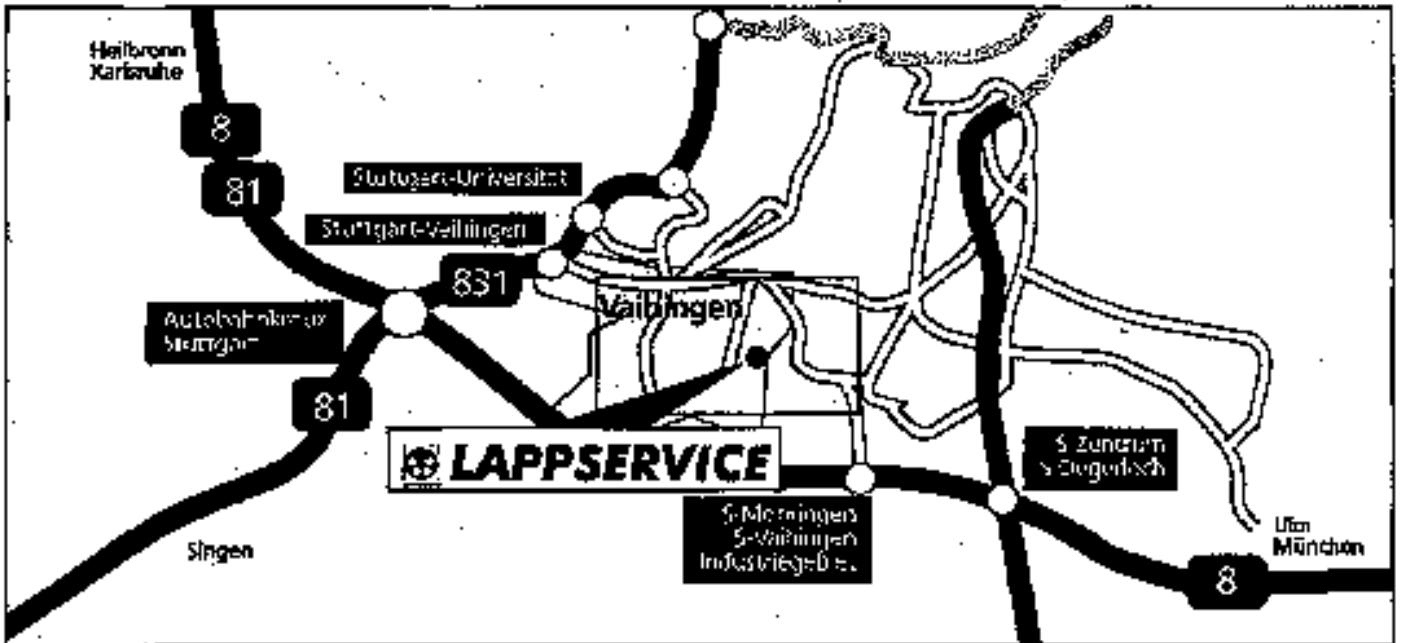 Heilbronn
Karlsruhe
8
81
Stuttgart-Universität
Stuttgart-Vaihingen
831
Vaihingen
Autobahnkreuz
Stuttgart
81
LAPPSERVICE
S-Zentrum
S-Degerloch
S-Möhringen
S-Vaihingen
Industriegebiet
Singen
Ulm
München
8